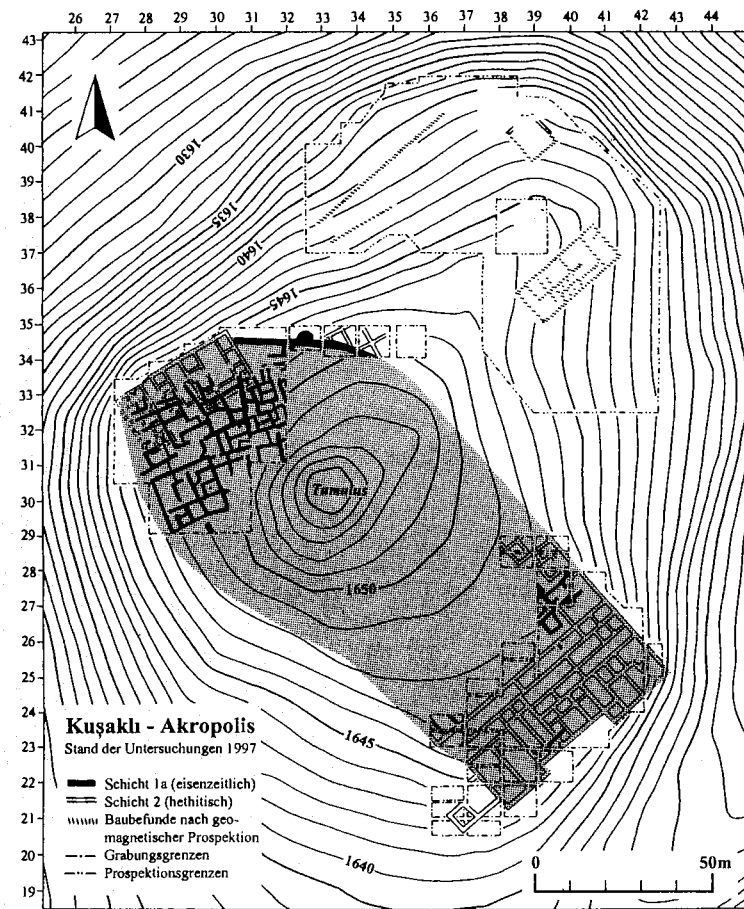 26 27 28 29 30 31 32 33 34 35 36 37 38 39 40 41 42 43 44
43
42
41
40
39
38
37
36
35
34
33
32
31
30
29
28
27
26
25
24
23
22
21
20
19
1630
1635
1640
1645
Tumulus
1650
1645
1640
Kuşaklı - Akropolis
Stand der Untersuchungen 1997
Schicht 1a (eisenzeitlich)
Schicht 2 (hethitisch)
Baubefunde nach geo-
magnetischer Prospektion
Grabungsgrenzen
Prospektionsgrenzen
0 50m